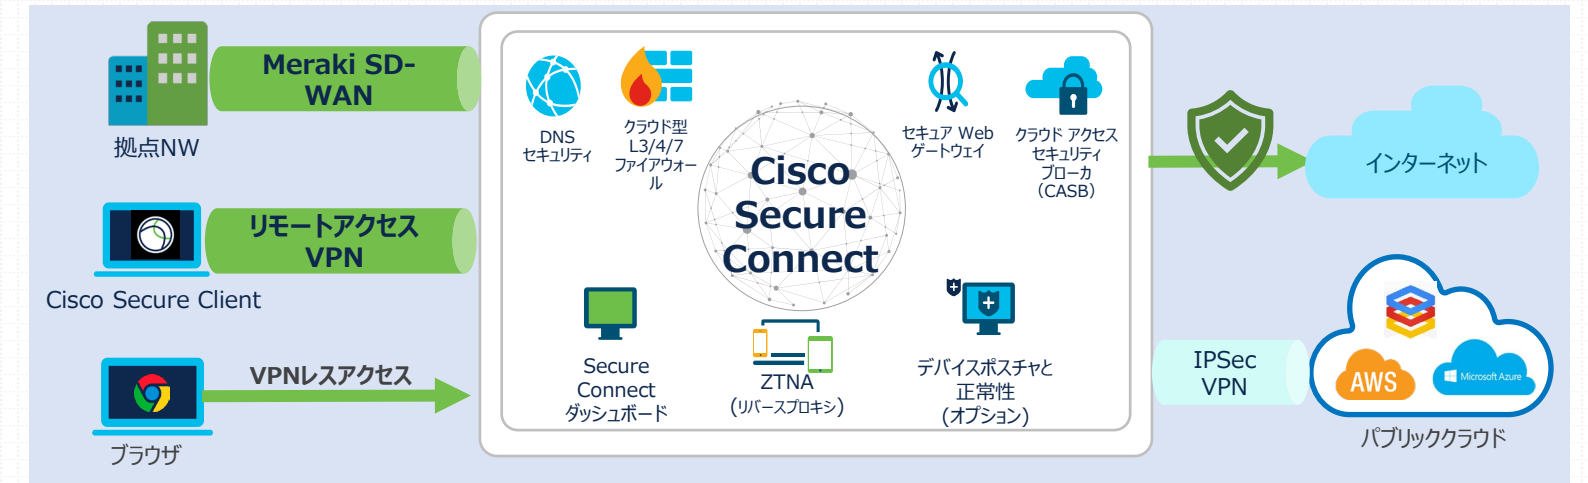 Meraki SD-
WAN
拠点NW
リモートアクセス
VPN
Cisco Secure Client
VPNレスアクセス
ブラウザ
DNS
セキュリティ
クラウド型
L3/4/7
ファイアウォー
ル
セキュア Web
ゲートウェイ
クラウド アクセス
セキュリティ
ブローカ
(CASB)
Cisco
Secure
Connect
Secure
Connect
ダッシュボード
ZTNA
(リバースプロキシ)
デバイスポスチャと
正常性
(オプション)
インターネット
IPSec
VPN
AWS
Microsoft Azure
パブリッククラウド